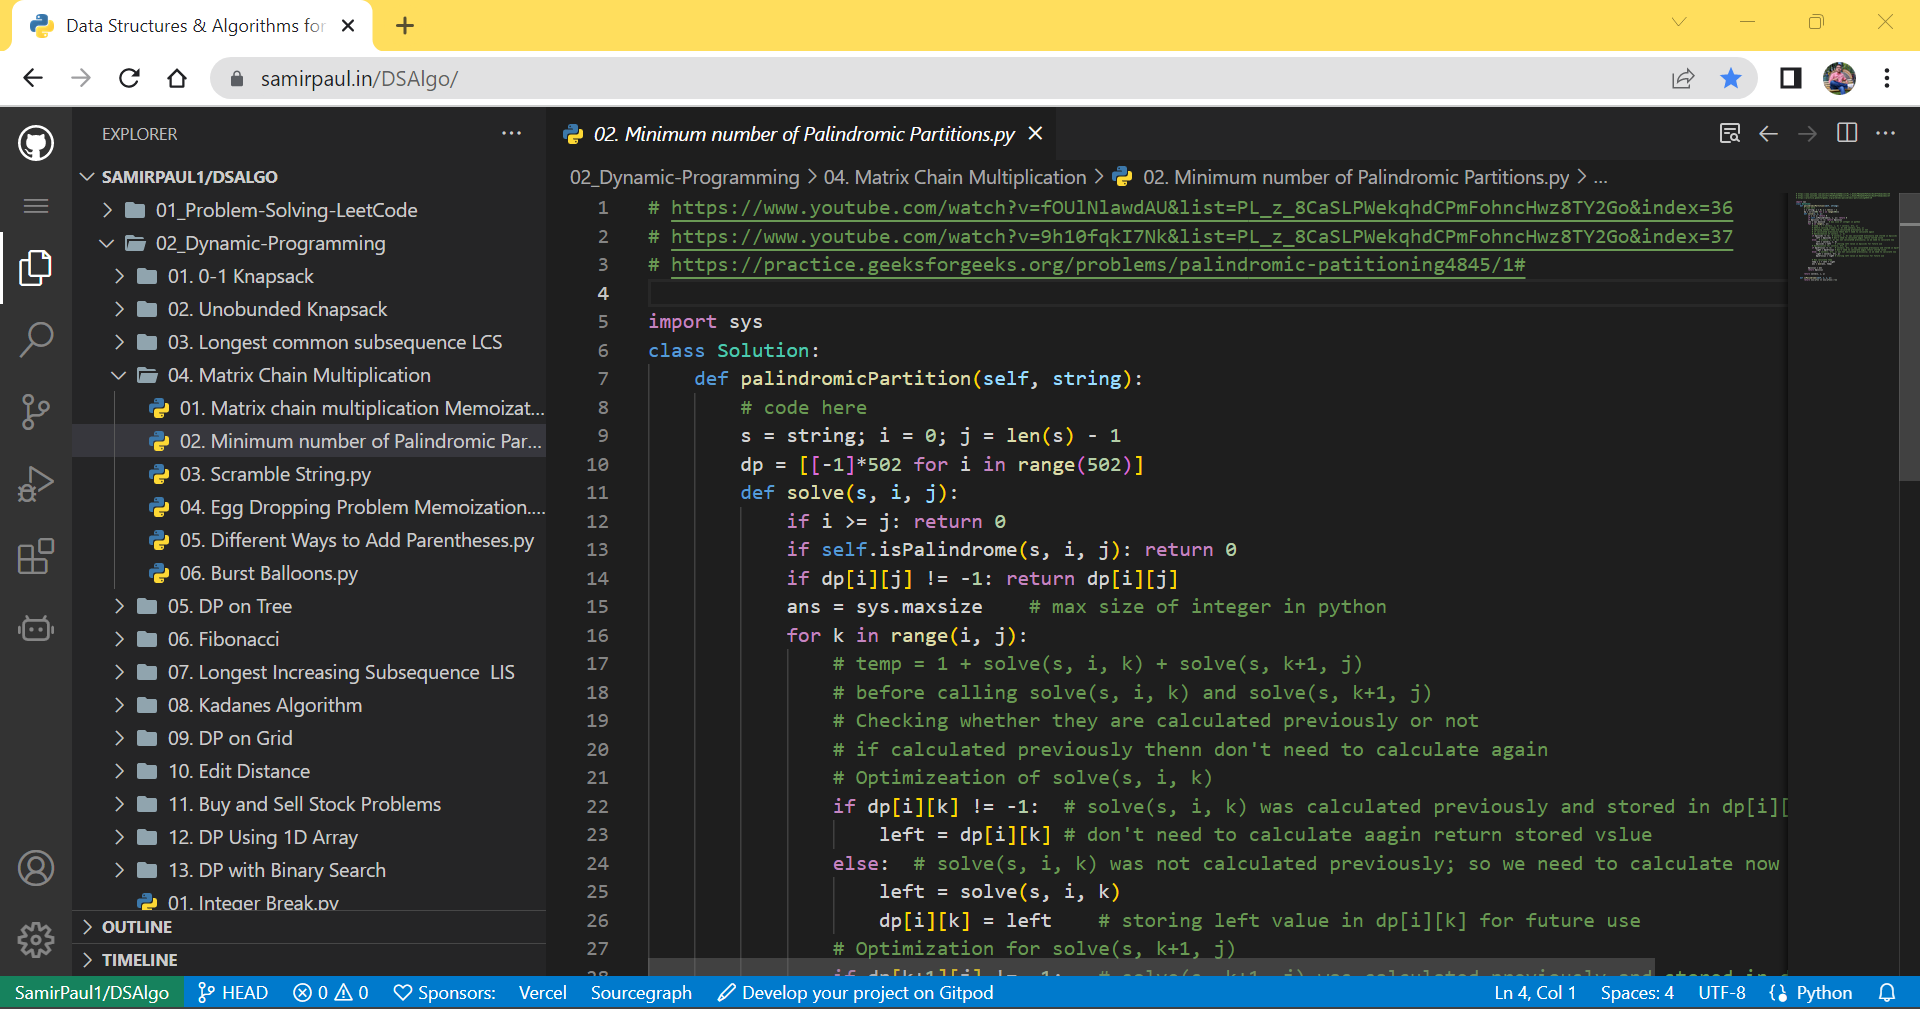 Data Structures & Algorithms for
samirpaul.in/DSAlgo/
EXPLORER
SAMIRPAUL1/DSALGO
01_Problem-Solving-LeetCode
02_Dynamic-Programming
01. 0-1 Knapsack
02. Unobunded Knapsack
03. Longest common subsequence LCS
04. Matrix Chain Multiplication
01. Matrix chain multiplication Memoizat...
02. Minimum number of Palindromic Par...
03. Scramble String.py
04. Egg Dropping Problem Memoization....
05. Different Ways to Add Parentheses.py
06. Burst Balloons.py
05. DP on Tree
06. Fibonacci
07. Longest Increasing Subsequence  LIS
08. Kadanes Algorithm
09. DP on Grid
10. Edit Distance
11. Buy and Sell Stock Problems
12. DP Using 1D Array
13. DP with Binary Search
01. Integer Break.py
OUTLINE
TIMELINE
02. Minimum number of Palindromic Partitions.py
02_Dynamic-Programming > 04. Matrix Chain Multiplication > 02. Minimum number of Palindromic Partitions.py > ...
1 # https://www.youtube.com/watch?v=fOUlNlawdAU&list=PL_z_8CaSLPWekqhdCPmFohncHwz8TY2Go&index=36
2 # https://www.youtube.com/watch?v=9h10fqkI7Nk&list=PL_z_8CaSLPWekqhdCPmFohncHwz8TY2Go&index=37
3 # https://practice.geeksforgeeks.org/problems/palindromic-patitioning4845/1#
4
5 import sys
6 class Solution:
7     def palindromicPartition(self, string):
8         # code here
9         s = string; i = 0; j = len(s) - 1
10         dp = [[-1]*502 for i in range(502)]
11         def solve(s, i, j):
12             if i >= j: return 0
13             if self.isPalindrome(s, i, j): return 0
14             if dp[i][j] != -1: return dp[i][j]
15             ans = sys.maxsize    # max size of integer in python
16             for k in range(i, j):
17                 # temp = 1 + solve(s, i, k) + solve(s, k+1, j)
18                 # before calling solve(s, i, k) and solve(s, k+1, j)
19                 # Checking whether they are calculated previously or not
20                 # if calculated previously thenn don't need to calculate again
21                 # Optimizeation of solve(s, i, k)
22                 if dp[i][k] != -1:  # solve(s, i, k) was calculated previously and stored in dp[i][
23                     left = dp[i][k] # don't need to calculate aagin return stored vslue
24                 else:  # solve(s, i, k) was not calculated previously; so we need to calculate now
25                     left = solve(s, i, k)
26                     dp[i][k] = left    # storing left value in dp[i][k] for future use
27                 # Optimization for solve(s, k+1, j)
28                 if dp[k+1][j] != -1:   # solve(s, k+1, j) was calculated previously and stored in
SamirPaul1/DSAlgo
HEAD
0 0
Sponsors:
Vercel
Sourcegraph
Develop your project on Gitpod
Ln 4, Col 1
Spaces: 4
UTF-8
Python